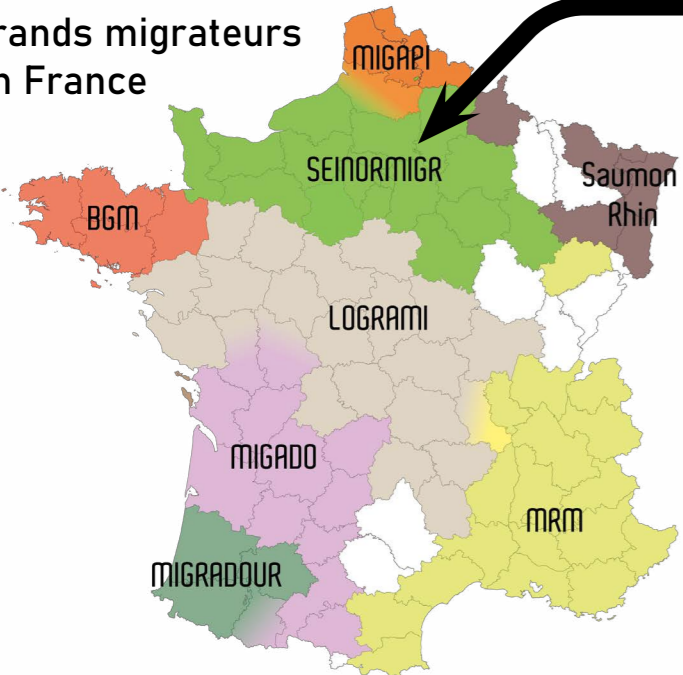 rands migrateurs
n France
MIGAPI
SEINORMIGR
Saumon
Rhin
BGM
LOGRAMI
MIGADO
MRM
MIGRADOUR